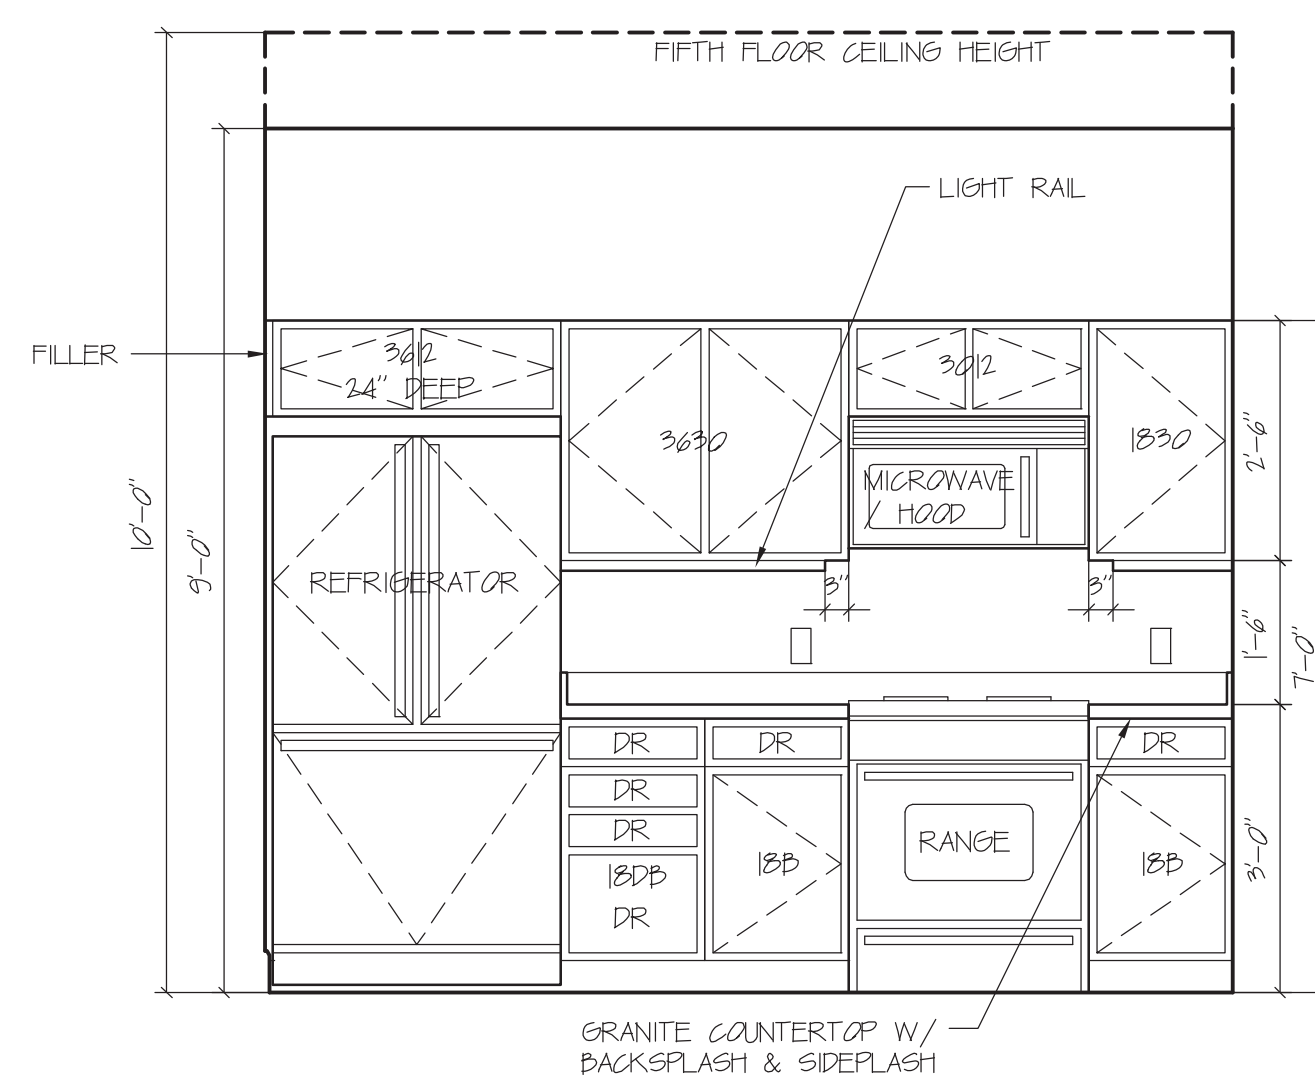 FIFTH FLOOR CEILING HEIGHT
LIGHT RAIL
FILLER
3612
24" DEEP
3012
3630
1830
2'-6"
MICROWAVE
/ HOOD
10'-0"
9'-0"
REFRIGERATOR
3"
3"
1'-6"
7'-0"
DR
DR
DR
DR
DR
RANGE
18DB
18B
18B
3'-0"
DR
GRANITE COUNTERTOP W/
BACKSPLASH & SIDEPLASH